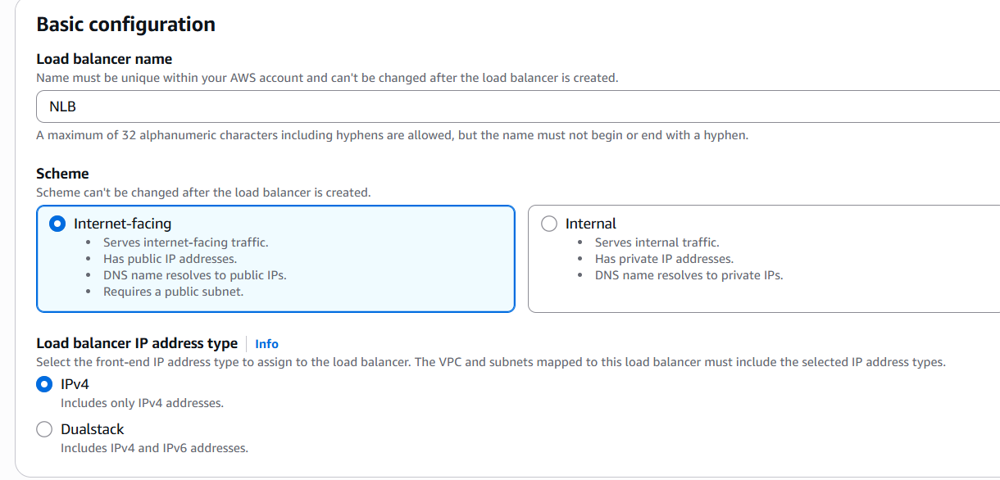 Basic configuration
Load balancer name
Name must be unique within your AWS account and can't be changed after the load balancer is created.
NLB
A maximum of 32 alphanumeric characters including hyphens are allowed, but the name must not begin or end with a hyphen.
Scheme
Scheme can't be changed after the load balancer is created.
Internet-facing
• Serves internet-facing traffic.
• Has public IP addresses.
• DNS name resolves to public IPs.
• Requires a public subnet.
Internal
• Serves internal traffic.
• Has private IP addresses.
• DNS name resolves to private IPs.
Load balancer IP address type | Info
Select the front-end IP address type to assign to the load balancer. The VPC and subnets mapped to this load balancer must include the selected IP address types.
IPv4
Includes only IPv4 addresses.
Dualstack
Includes IPv4 and IPv6 addresses.